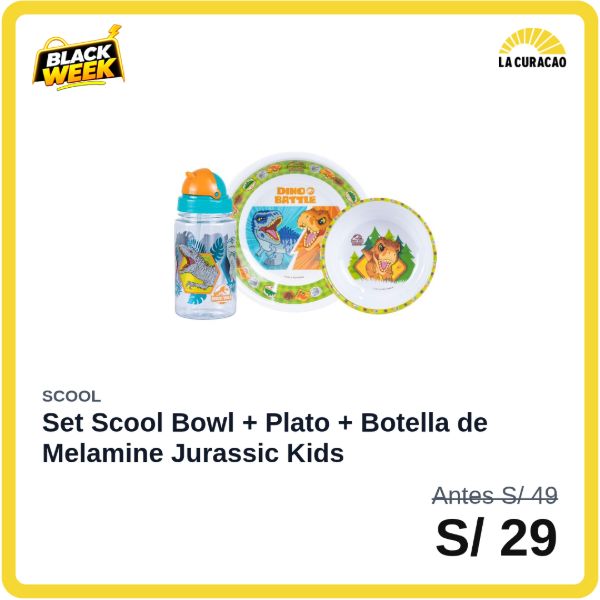 BLACK
WEEK
LA CURACAO
DINO
BATTLE
SCOOL
Set Scool Bowl + Plato + Botella de
Melamine Jurassic Kids
Antes S/ 49
S/ 29